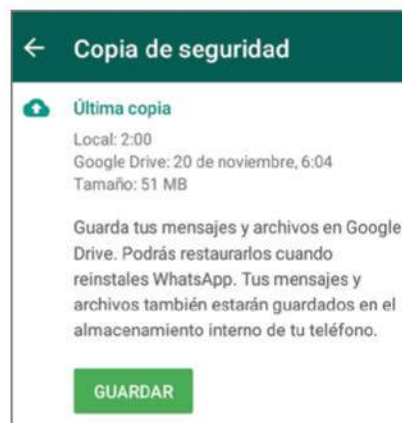 Copia de seguridad
Última copia
Local: 2:00
Google Drive: 20 de noviembre, 6:04
Tamaño: 51 MB
Guarda tus mensajes y archivos en Google
Drive. Podrás restaurarlos cuando
reinstales WhatsApp. Tus mensajes y
archivos también estarán guardados en el
almacenamiento interno de tu teléfono.
GUARDAR